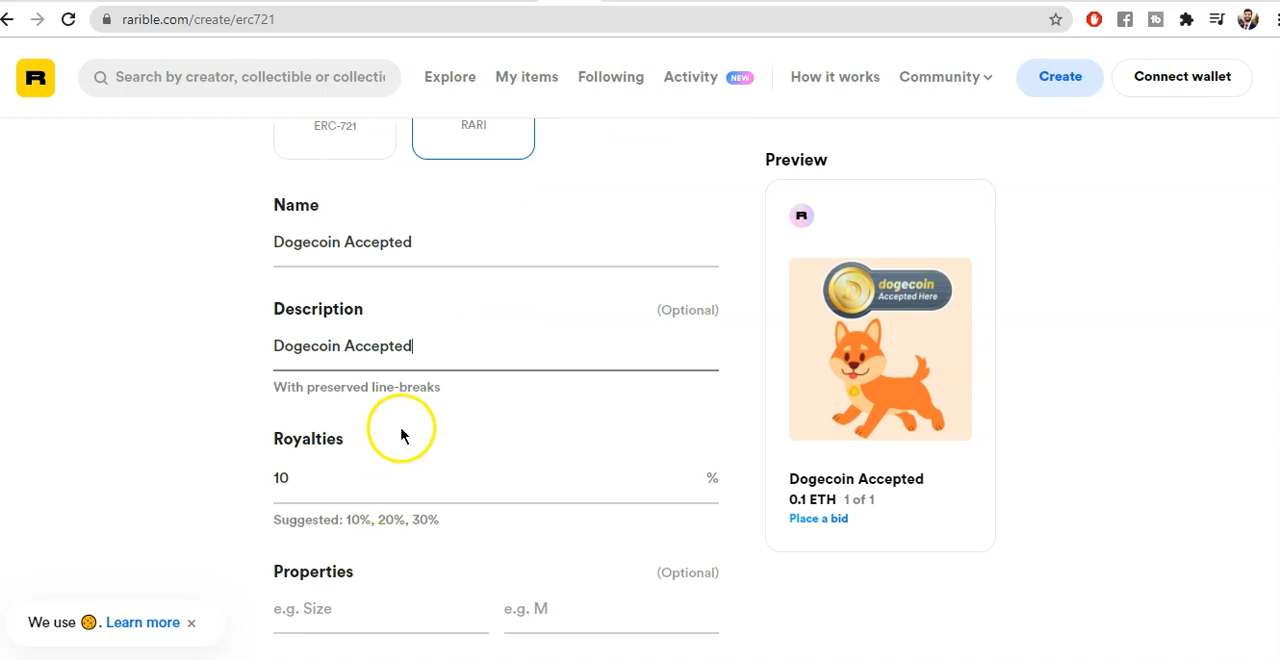 rarible.com/create/erc721
R
Search by creator, collectible or collecti
Explore
My items
Following
Activity NEW
How it works
Community
Create
Connect wallet
ERC-721
RARI
Preview
R
Name
Dogecoin Accepted
Description
(Optional)
Dogecoin Accepted
With preserved line-breaks
Royalties
10
%
Suggested: 10%, 20%, 30%
Properties
(Optional)
e.g. Size
e.g. M
dogecoin
Accepted Here
Dogecoin Accepted
0.1 ETH 1 of 1
Place a bid
We use . Learn more ×